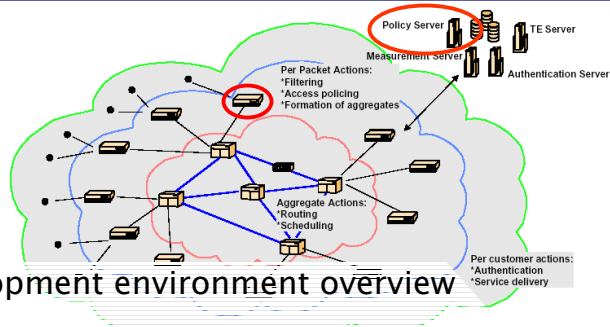 Policy Server
TE Server
Measurement Server
Authentication Server
Per Packet Actions:
*Filtering
*Access policing
*Formation of aggregates
Aggregate Actions:
*Routing
*Scheduling
Per customer actions:
*Authentication
*Service delivery
opment environment overview